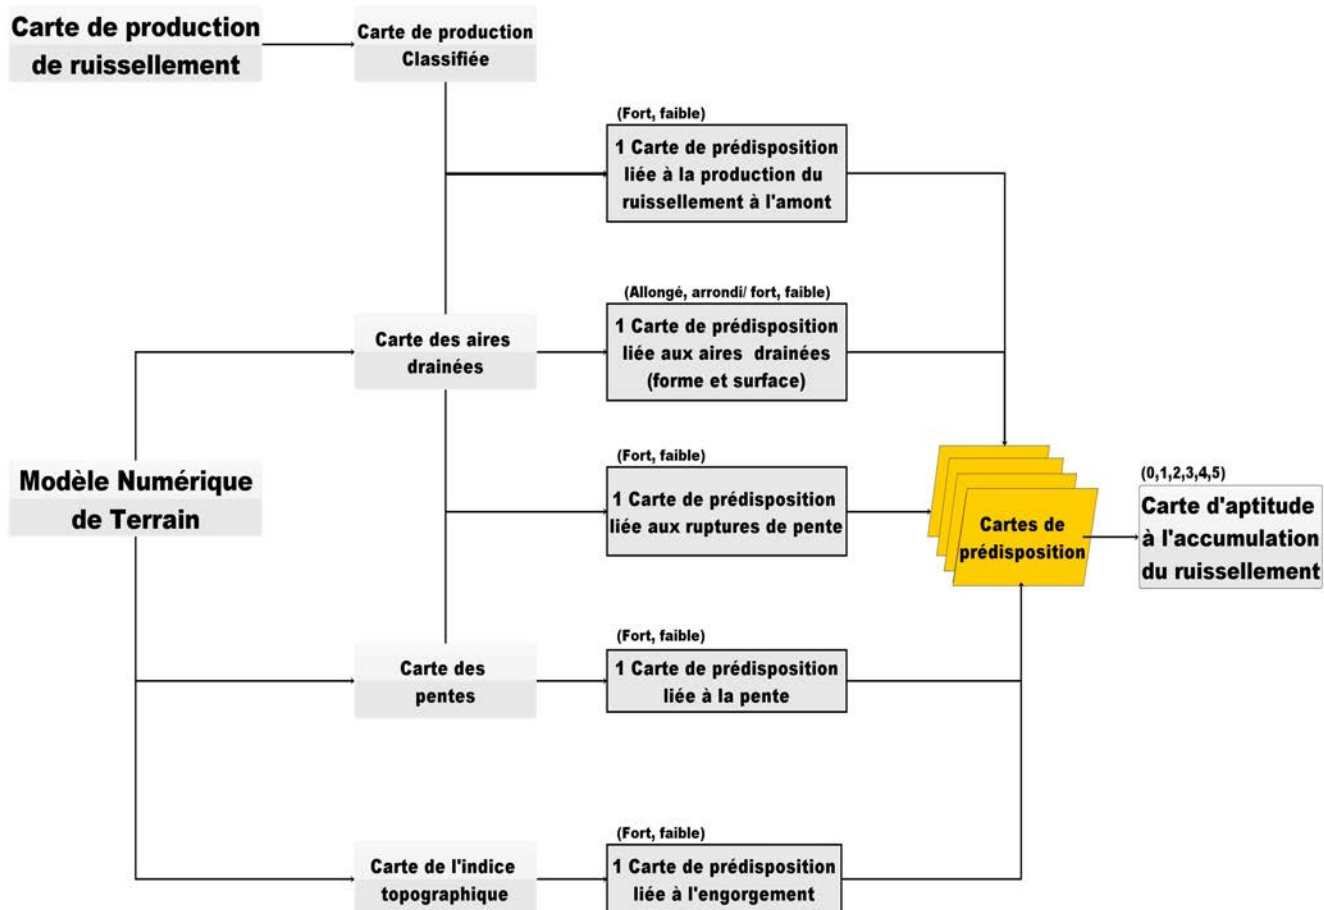 Carte de production
de ruissellement
Carte de production
Classifiée
(Fort, faible)
1 Carte de prédisposition
liée à la production du
ruissellement à l'amont
(Allongé, arrondi/ fort, faible)
1 Carte de prédisposition
liée aux aires drainées
(forme et surface)
Carte des aires
drainées
Modèle Numérique
de Terrain
(Fort, faible)
1 Carte de prédisposition
liée aux ruptures de pente
Cartes de
prédisposition
(0,1,2,3,4,5)
Carte d'aptitude
à l'accumulation
du ruissellement
Carte des
pentes
(Fort, faible)
1 Carte de prédisposition
liée à la pente
Carte de l'indice
topographique
(Fort, faible)
1 Carte de prédisposition
liée à l'engorgement